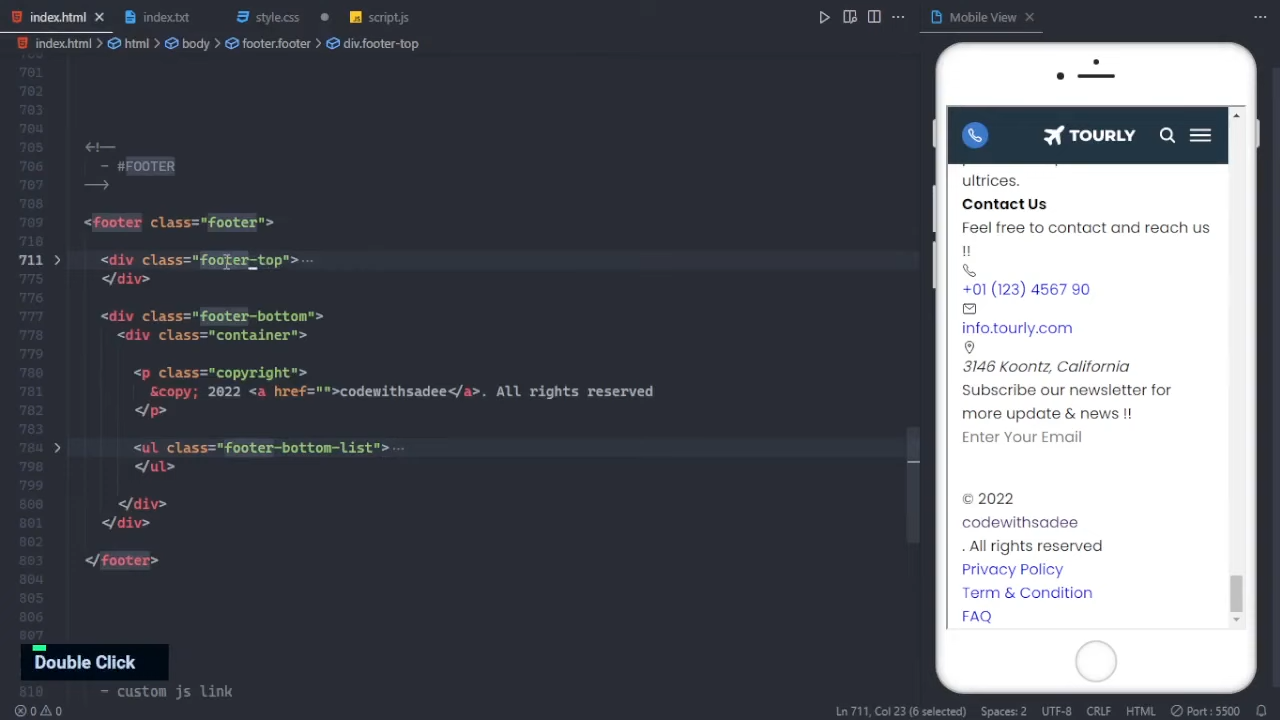 index.html
index.txt
style.css
script.js
Mobile View
index.html > html > body > footer.footer > div.footer-top
701
702
703
704
705 <!--
706 - #FOOTER
707 -->
708
709 <footer class="footer">
710
711 <div class="footer-top">
775 </div>
776
777 <div class="footer-bottom">
778 <div class="container">
779
780 <p class="copyright">
781 &copy; 2022 <a href="">codewithsadee</a>. All rights reserved
782 </p>
783
784 <ul class="footer-bottom-list">
798 </ul>
799
800 </div>
801 </div>
802
803 </footer>
804
805
806
807
810 - custom js link
Double Click
TOURLY
ultrices.
Contact Us
Feel free to contact and reach us
!!
+01 (123) 4567 90
info.tourly.com
3146 Koontz, California
Subscribe our newsletter for
more update & news !!
Enter Your Email
© 2022
codewithsadee
. All rights reserved
Privacy Policy
Term & Condition
FAQ
0 0
Ln 711, Col 23 (6 selected)
Spaces: 2
UTF-8
CRLF
HTML
Port : 5500